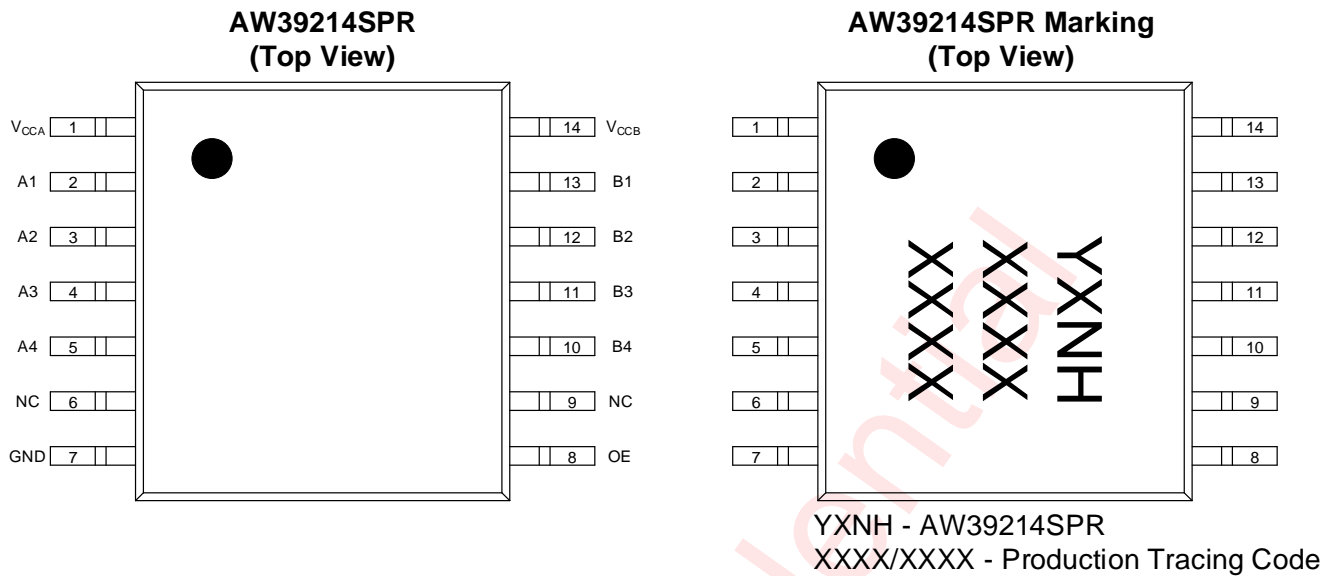 AW39214SPR
(Top View)
VCCA 1 14 VCCB
A1 2 13 B1
A2 3 12 B2
A3 4 11 B3
A4 5 10 B4
NC 6 9 NC
GND 7 8 OE
AW39214SPR Marking
(Top View)
1 14
2 13
3 12
4 11
5 10
6 9
7 8
YXNH
XXXX
XXXX
YXNH - AW39214SPR
XXXX/XXXX - Production Tracing Code